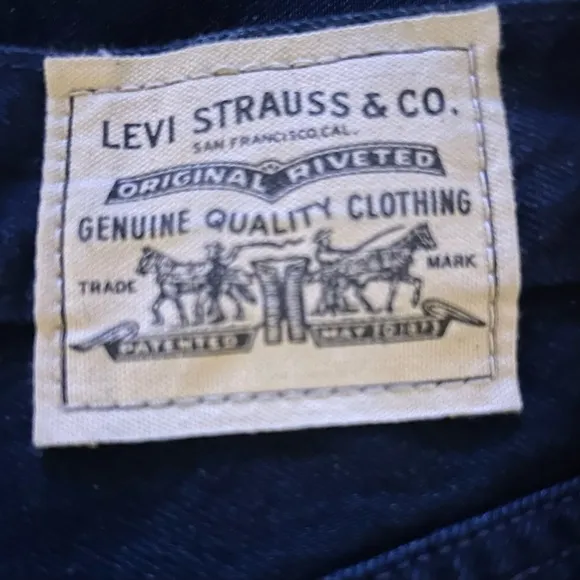 LEVI STRAUSS & CO.
SAN FRANCISCO, CAL.
ORIGINAL RIVETED
GENUINE QUALITY CLOTHING
TRADE MARK
PATENTED MAY 20 1873